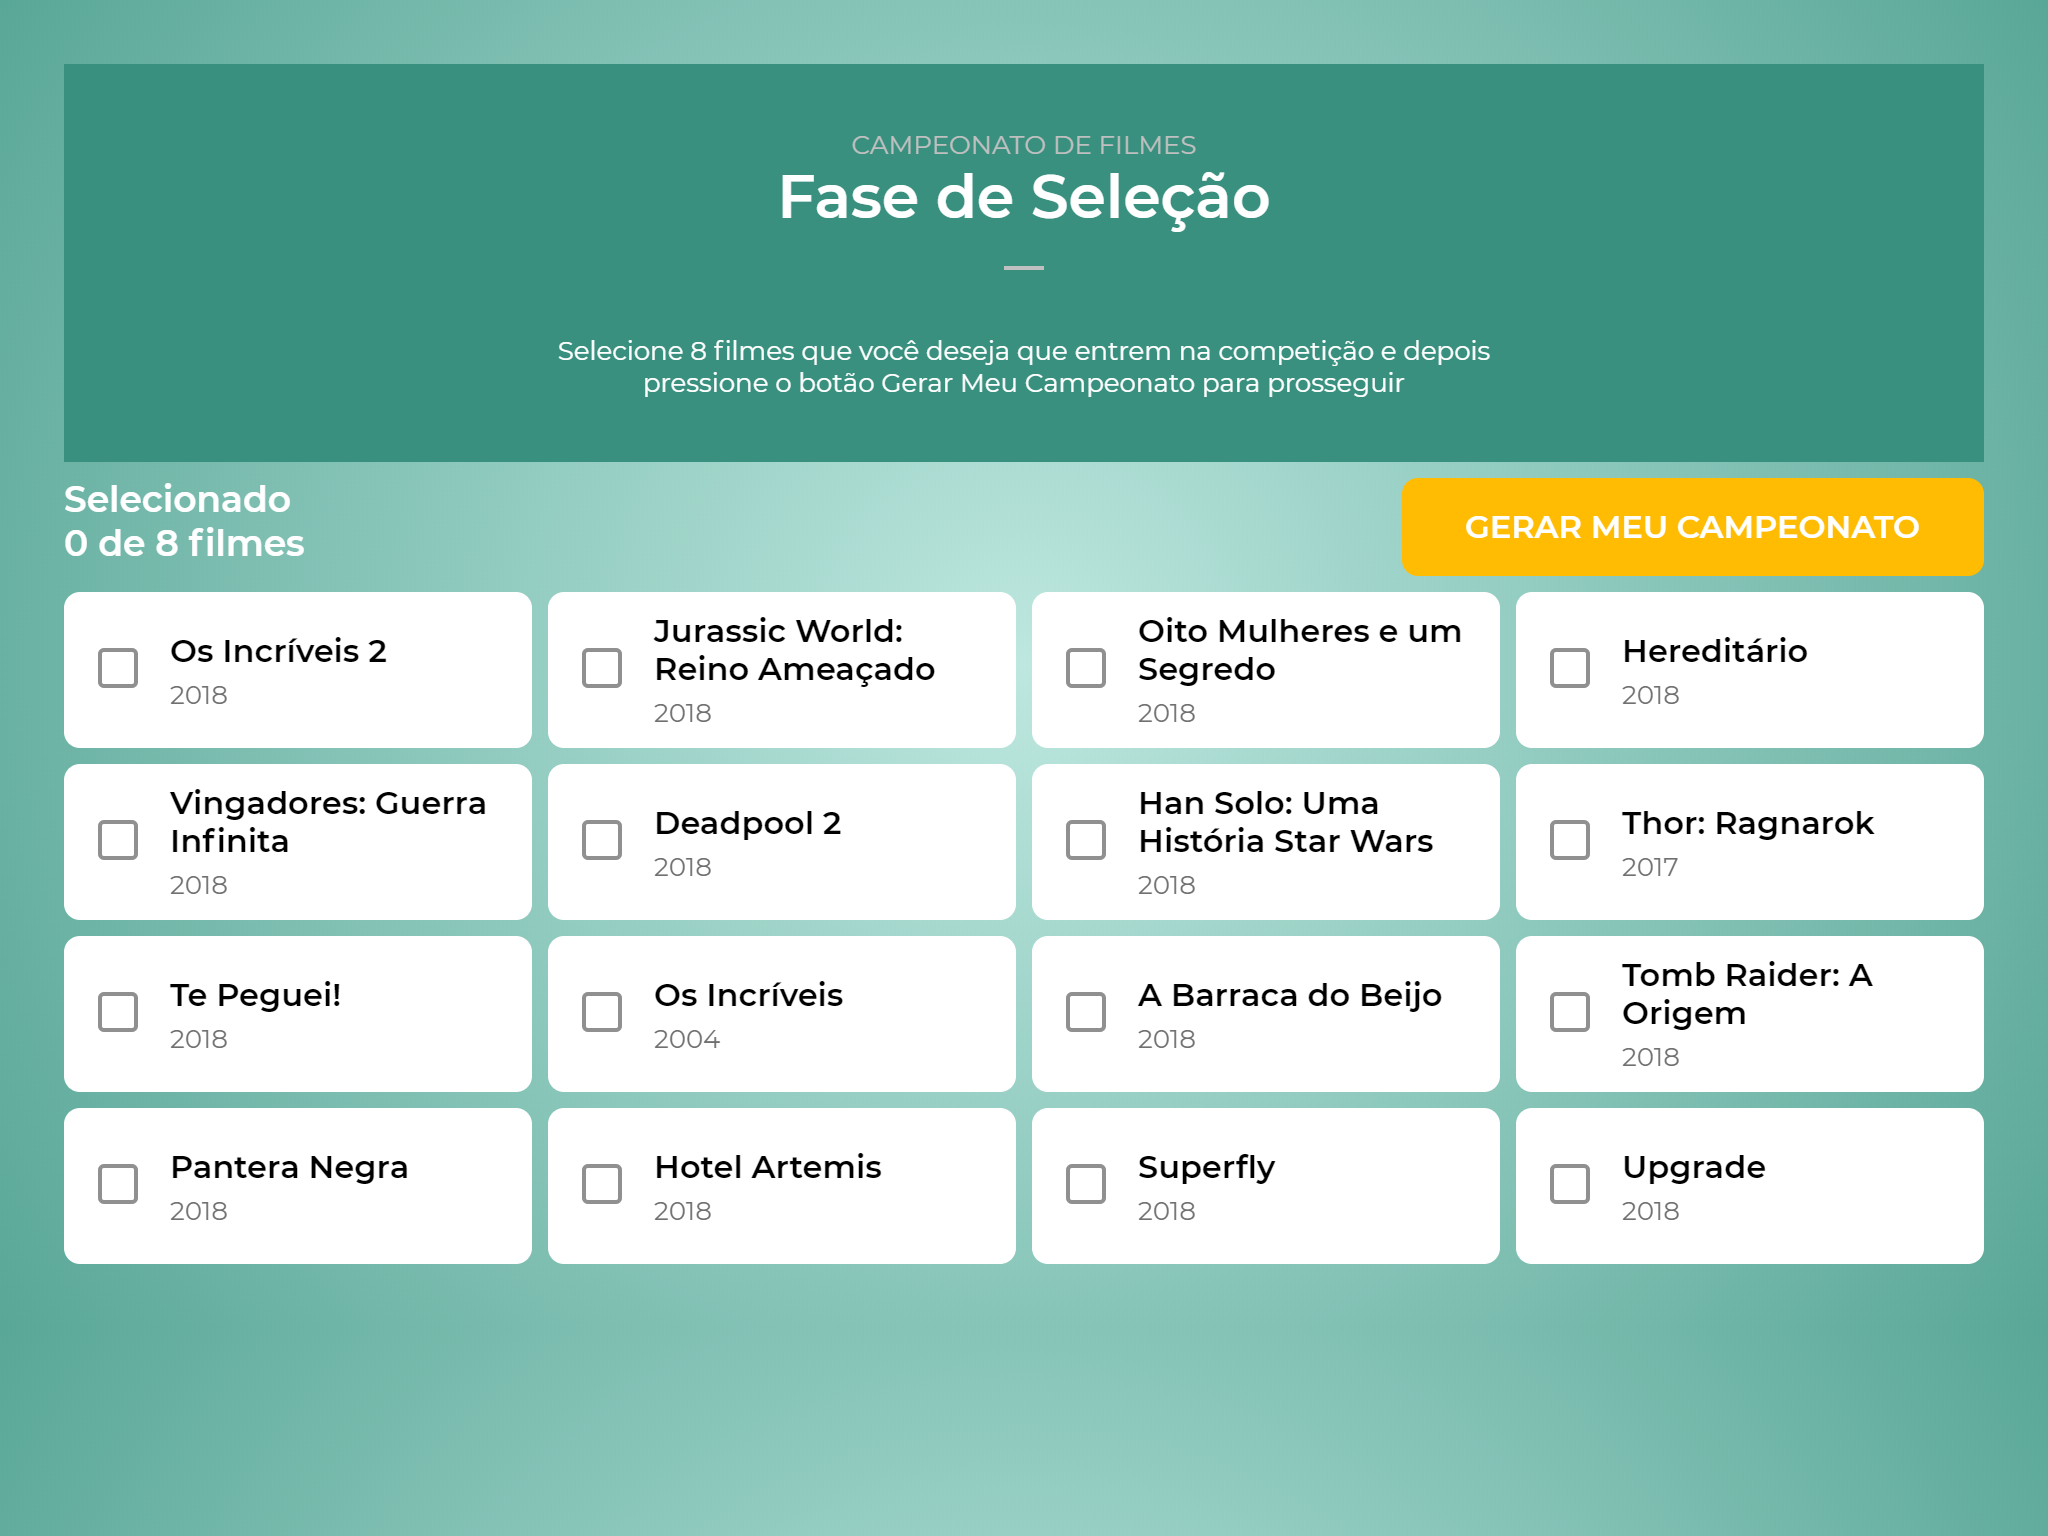 CAMPEONATO DE FILMES
Fase de Seleção
Selecione 8 filmes que você deseja que entrem na competição e depois
pressione o botão Gerar Meu Campeonato para prosseguir
Selecionado
0 de 8 filmes
GERAR MEU CAMPEONATO
Os Incríveis 2
2018
Jurassic World:
Reino Ameaçado
2018
Oito Mulheres e um
Segredo
2018
Hereditário
2018
Vingadores: Guerra
Infinita
2018
Deadpool 2
2018
Han Solo: Uma
História Star Wars
2018
Thor: Ragnarok
2017
Te Peguei!
2018
Os Incríveis
2004
A Barraca do Beijo
2018
Tomb Raider: A
Origem
2018
Pantera Negra
2018
Hotel Artemis
2018
Superfly
2018
Upgrade
2018